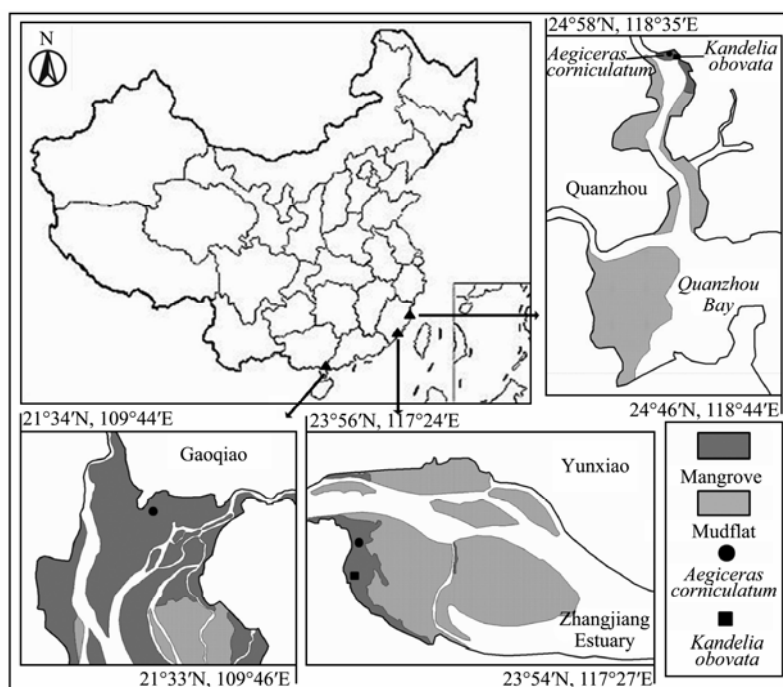 N
24°58′N, 118°35′E
Aegiceras
corniculatum
Kandelia
obovata
Quanzhou
Quanzhou
Bay
24°46′N, 118°44′E
21°34′N, 109°44′E
Gaoqiao
21°33′N, 109°46′E
23°56′N, 117°24′E
Yunxiao
Zhangjiang
Estuary
23°54′N, 117°27′E
Mangrove
Mudflat
Aegiceras
corniculatum
Kandelia
obovata